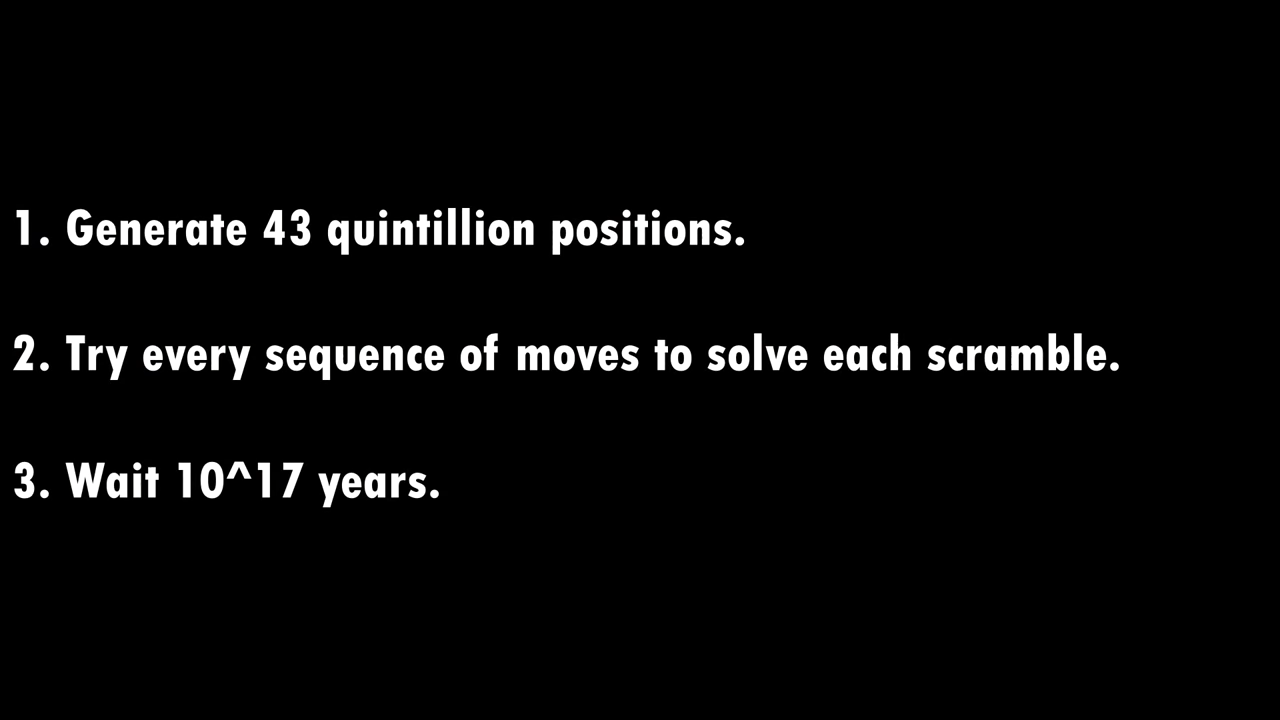 1. Generate 43 quintillion positions.
2. Try every sequence of moves to solve each scramble.
3. Wait 10^17 years.